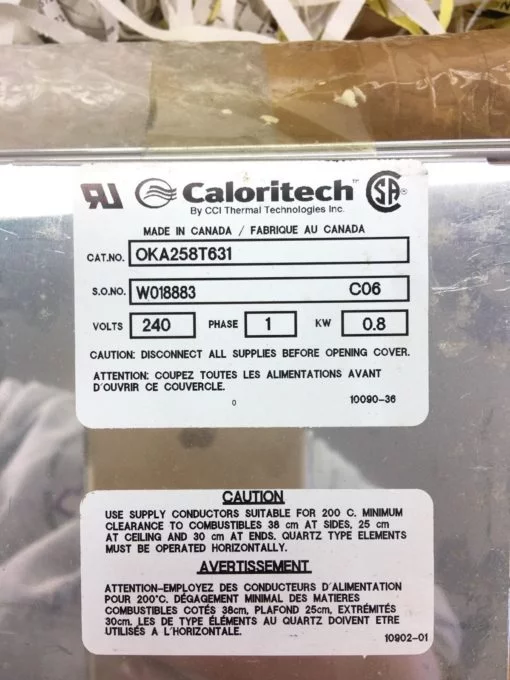 Caloritech™
By CCI Thermal Technologies Inc.
MADE IN CANADA / FABRIQUE AU CANADA
CAT.NO. OKA258T631
S.O.NO. W018883 C06
VOLTS 240 PHASE 1 KW 0.8
CAUTION: DISCONNECT ALL SUPPLIES BEFORE OPENING COVER.
ATTENTION: COUPEZ TOUTES LES ALIMENTATIONS AVANT
D'OUVRIR CE COUVERCLE.
0
10090-36
CAUTION
USE SUPPLY CONDUCTORS SUITABLE FOR 200 C. MINIMUM
CLEARANCE TO COMBUSTIBLES 38 cm AT SIDES, 25 cm
AT CEILING AND 30 cm AT ENDS. QUARTZ TYPE ELEMENTS
MUST BE OPERATED HORIZONTALLY.
AVERTISSEMENT
ATTENTION-EMPLOYEZ DES CONDUCTEURS D'ALIMENTATION
POUR 200°C. DÉGAGEMENT MINIMAL DES MATIERES
COMBUSTIBLES COTÉS 38cm, PLAFOND 25cm, EXTRÉMITÉS
30cm. LES DE TYPE ÉLÉMENTS AU QUARTZ DOIVENT ETRE
UTILISÉS A L'HORIZONTALE.
10902-01